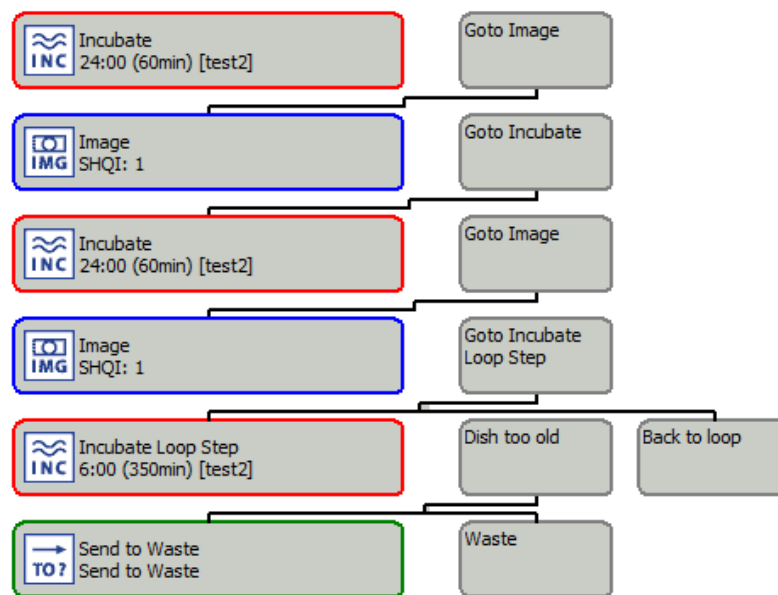 INC
Incubate
24:00 (60min) [test2]
Goto Image
IMG
Image
SHQI: 1
Goto Incubate
INC
Incubate
24:00 (60min) [test2]
Goto Image
IMG
Image
SHQI: 1
Goto Incubate
Loop Step
INC
Incubate Loop Step
6:00 (350min) [test2]
Dish too old
Back to loop
TO?
Send to Waste
Send to Waste
Waste